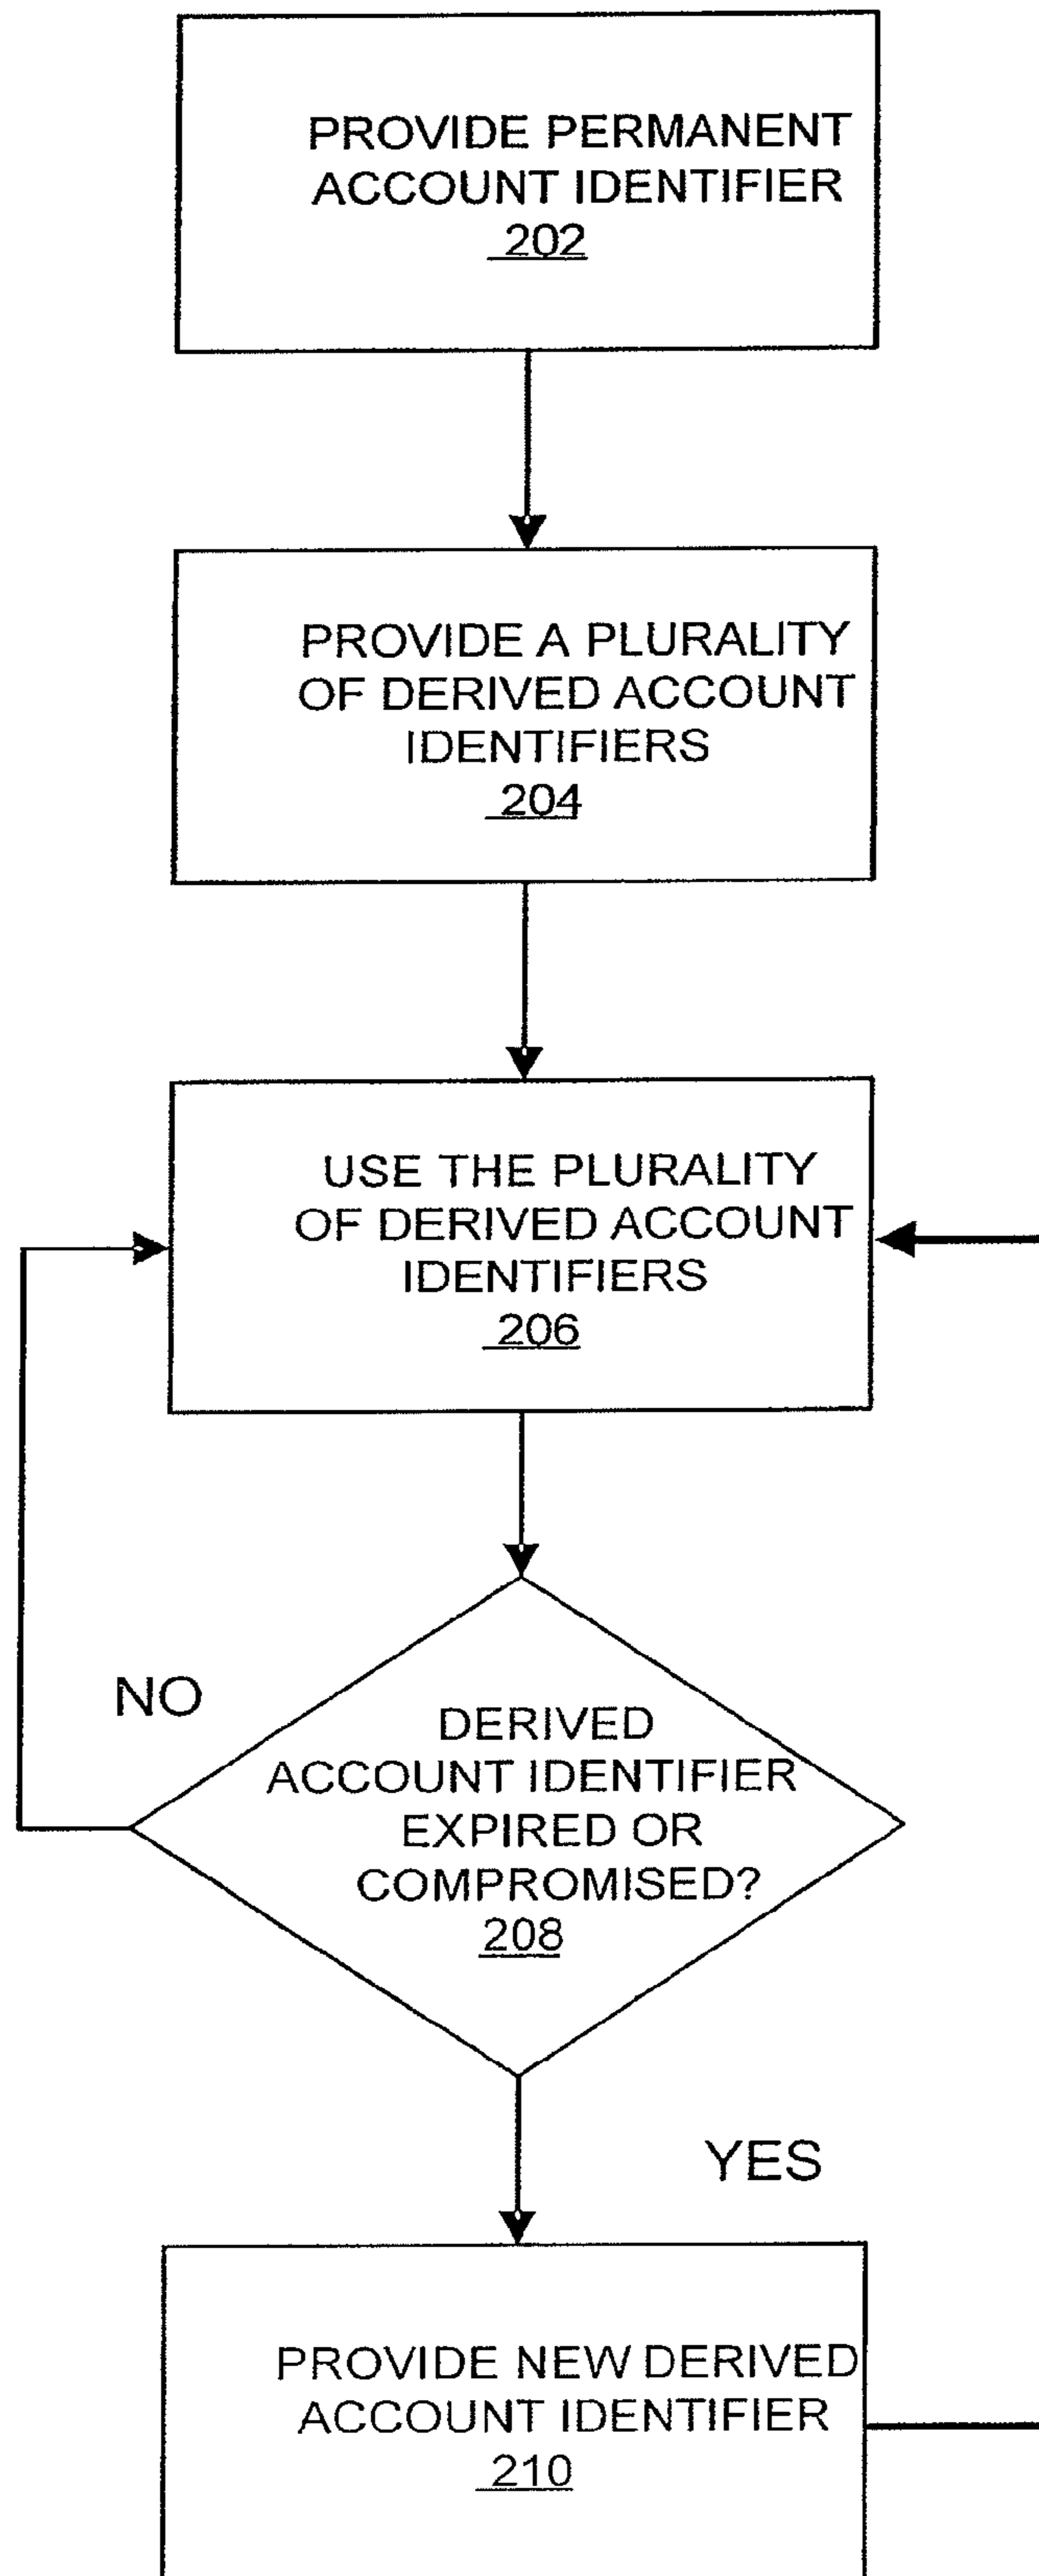 PROVIDE PERMANENT
ACCOUNT IDENTIFIER
202
PROVIDE A PLURALITY
OF DERIVED ACCOUNT
IDENTIFIERS
204
USE THE PLURALITY
OF DERIVED ACCOUNT
IDENTIFIERS
206
NO
DERIVED
ACCOUNT IDENTIFIER
EXPIRED OR
COMPROMISED?
208
YES
PROVIDE NEW DERIVED
ACCOUNT IDENTIFIER
210